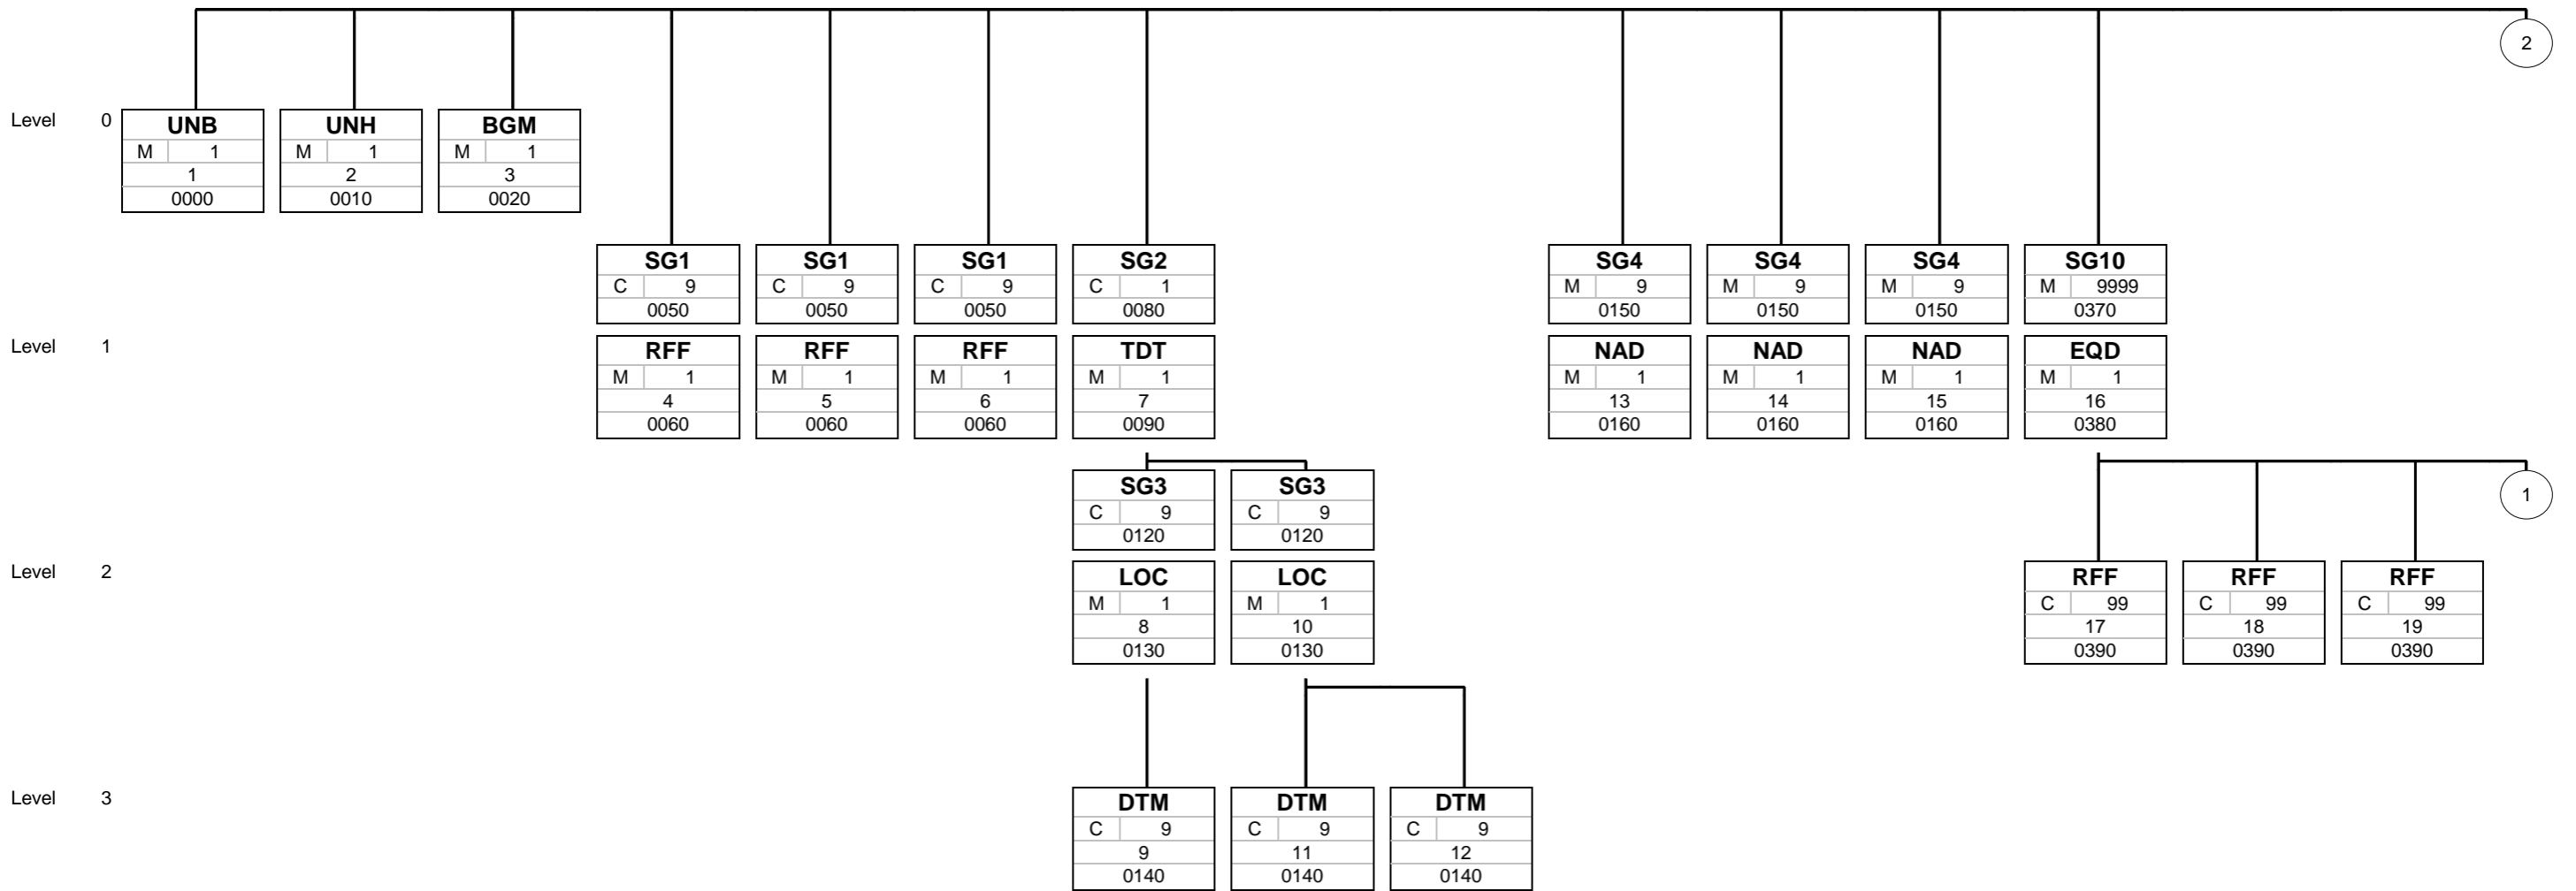 2
Level 0
UNB UNH BGM
M 1 M 1 M 1
1 2 3
0000 0010 0020
SG1 SG1 SG1 SG2 SG4 SG4 SG4 SG10
C 9 C 9 C 9 C 1 M 9 M 9 M 9 M 9999
0050 0050 0050 0080 0150 0150 0150 0370
Level 1
RFF RFF RFF TDT NAD NAD NAD EQD
M 1 M 1 M 1 M 1 M 1 M 1 M 1 M 1
4 5 6 7 13 14 15 16
0060 0060 0060 0090 0160 0160 0160 0380
SG3 SG3 1
C 9 C 9
0120 0120
Level 2
LOC LOC RFF RFF RFF
M 1 M 1 C 99 C 99 C 99
8 10 17 18 19
0130 0130 0390 0390 0390
Level 3
DTM DTM DTM
C 9 C 9 C 9
9 11 12
0140 0140 0140